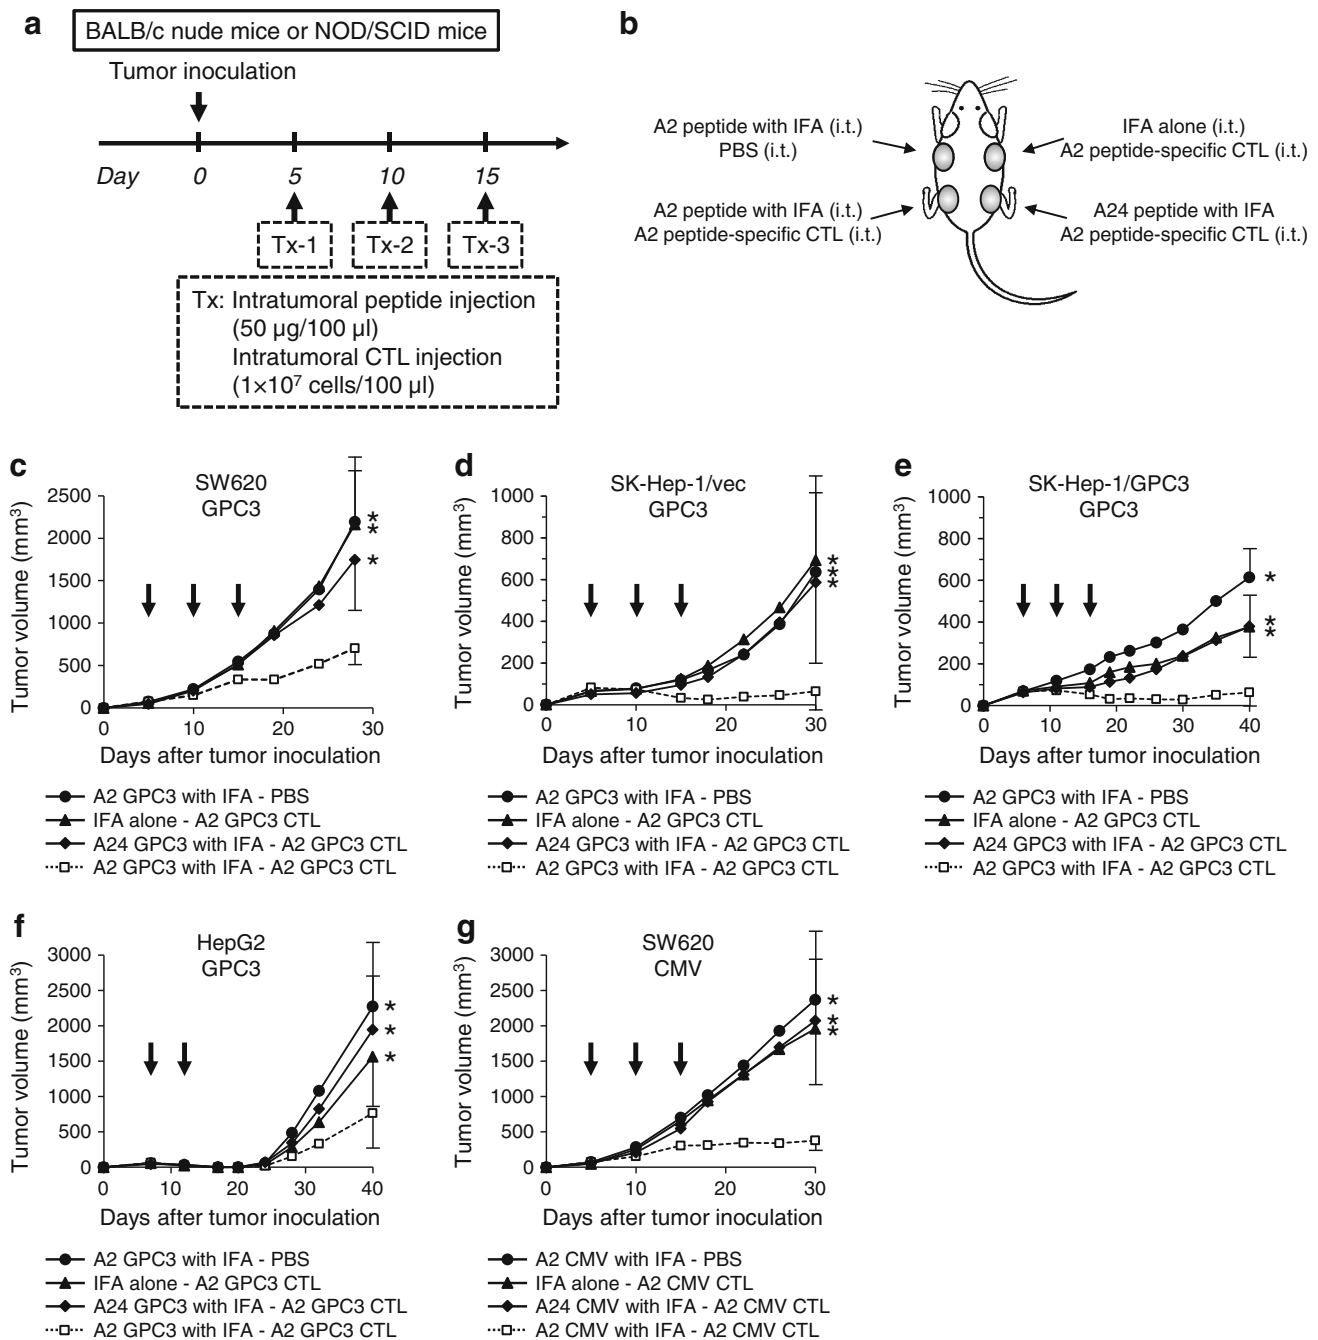 a
BALB/c nude mice or NOD/SCID mice
Tumor inoculation
Day 0 5 10 15
Tx-1 Tx-2 Tx-3
Tx: Intratumoral peptide injection
(50 µg/100 µl)
Intratumoral CTL injection
(1×10⁷ cells/100 µl)
b
A2 peptide with IFA (i.t.)
PBS (i.t.)
IFA alone (i.t.)
A2 peptide-specific CTL (i.t.)
A2 peptide with IFA (i.t.)
A2 peptide-specific CTL (i.t.)
A24 peptide with IFA
A2 peptide-specific CTL (i.t.)
c
SW620
GPC3
Tumor volume (mm³)
2500
2000
1500
1000
500
0
*
*
*
0 10 20 30
Days after tumor inoculation
A2 GPC3 with IFA - PBS
IFA alone - A2 GPC3 CTL
A24 GPC3 with IFA - A2 GPC3 CTL
A2 GPC3 with IFA - A2 GPC3 CTL
d
SK-Hep-1/vec
GPC3
Tumor volume (mm³)
1000
800
600
400
200
0
*
*
*
0 10 20 30
Days after tumor inoculation
A2 GPC3 with IFA - PBS
IFA alone - A2 GPC3 CTL
A24 GPC3 with IFA - A2 GPC3 CTL
A2 GPC3 with IFA - A2 GPC3 CTL
e
SK-Hep-1/GPC3
GPC3
Tumor volume (mm³)
1000
800
600
400
200
0
*
*
*
0 10 20 30 40
Days after tumor inoculation
A2 GPC3 with IFA - PBS
IFA alone - A2 GPC3 CTL
A24 GPC3 with IFA - A2 GPC3 CTL
A2 GPC3 with IFA - A2 GPC3 CTL
f
HepG2
GPC3
Tumor volume (mm³)
3000
2500
2000
1500
1000
500
0
*
*
*
0 10 20 30 40
Days after tumor inoculation
A2 GPC3 with IFA - PBS
IFA alone - A2 GPC3 CTL
A24 GPC3 with IFA - A2 GPC3 CTL
A2 GPC3 with IFA - A2 GPC3 CTL
g
SW620
CMV
Tumor volume (mm³)
3000
2500
2000
1500
1000
500
0
*
*
*
0 10 20 30
Days after tumor inoculation
A2 CMV with IFA - PBS
IFA alone - A2 CMV CTL
A24 CMV with IFA - A2 CMV CTL
A2 CMV with IFA - A2 CMV CTL